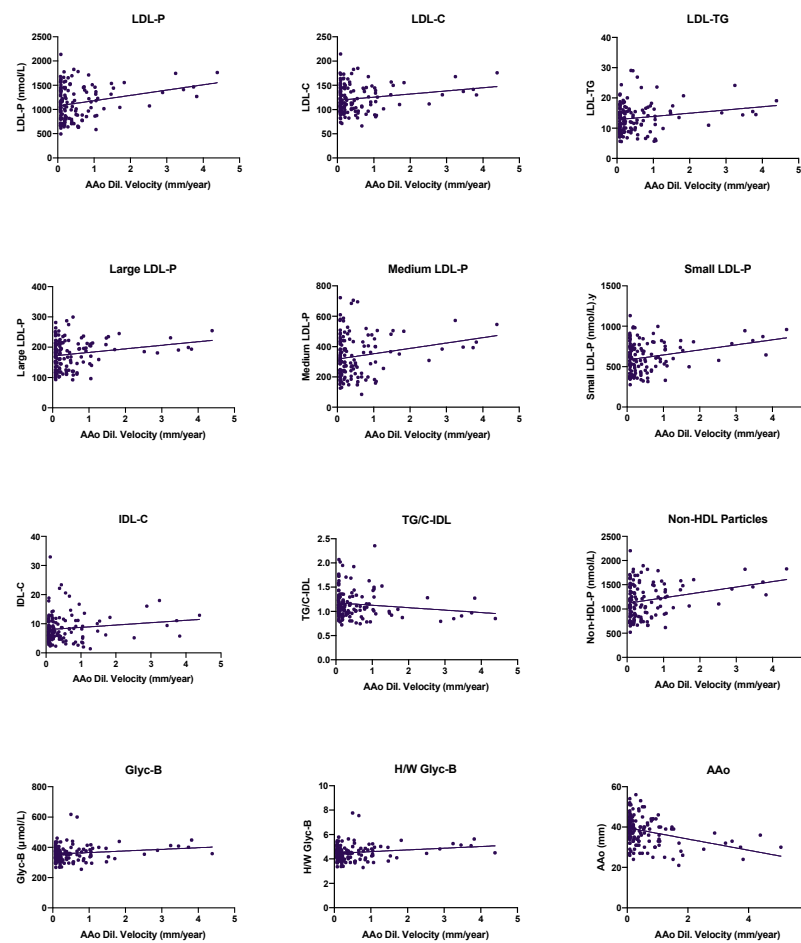 LDL-P
LDL-C
LDL-TG
2500
2000
1500
1000
500
0
LDL-P (nmol/L)
0 1 2 3 4 5
AAo Dil. Velocity (mm/year)
250
200
150
100
50
0
LDL-C
0 1 2 3 4 5
AAo Dil. Velocity (mm/year)
40
30
20
10
0
LDL-TG
0 1 2 3 4 5
AAo Dil. Velocity (mm/year)
Large LDL-P
Medium LDL-P
Small LDL-P
400
300
200
100
0
Large LDL-P
0 1 2 3 4 5
AAo Dil. Velocity (mm/year)
800
600
400
200
0
Medium LDL-P
0 1 2 3 4 5
AAo Dil. Velocity (mm/year)
1500
1000
500
0
Small LDL-P (nmol/L).y
0 1 2 3 4 5
AAo Dil. Velocity (mm/year)
IDL-C
TG/C-IDL
Non-HDL Particles
40
30
20
10
0
IDL-C
0 1 2 3 4 5
AAo Dil. Velocity (mm/year)
2.5
2.0
1.5
1.0
0.5
0.0
TG/C-IDL
0 1 2 3 4 5
AAo Dil. Velocity (mm/year)
2500
2000
1500
1000
500
0
Non-HDL-P (nmol/L)
0 1 2 3 4 5
AAo Dil. Velocity (mm/year)
Glyc-B
H/W Glyc-B
AAo
800
600
400
200
0
Glyc-B (μmol/L)
0 1 2 3 4 5
AAo Dil. Velocity (mm/year)
10
8
6
4
2
0
H/W Glyc-B
0 1 2 3 4 5
AAo Dil. Velocity (mm/year)
60
40
20
0
AAo (mm)
0 2 4 6
AAo Dil. Velocity (mm/year)